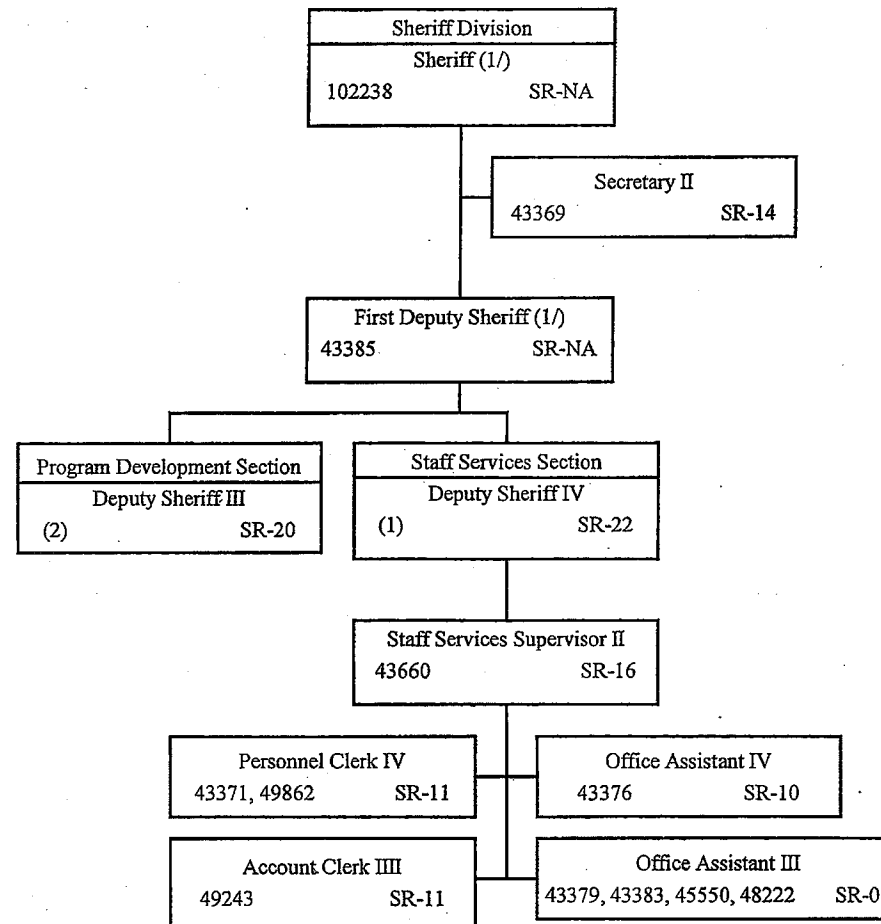 Sheriff Division
Sheriff (1/)
102238 SR-NA
Secretary II
43369 SR-14
First Deputy Sheriff (1/)
43385 SR-NA
Program Development Section
Deputy Sheriff III
(2) SR-20
Staff Services Section
Deputy Sheriff IV
(1) SR-22
Staff Services Supervisor II
43660 SR-16
Personnel Clerk IV
43371, 49862 SR-11
Office Assistant IV
43376 SR-10
Account Clerk IIII
49243 SR-11
Office Assistant III
43379, 43383, 45550, 48222 SR-0